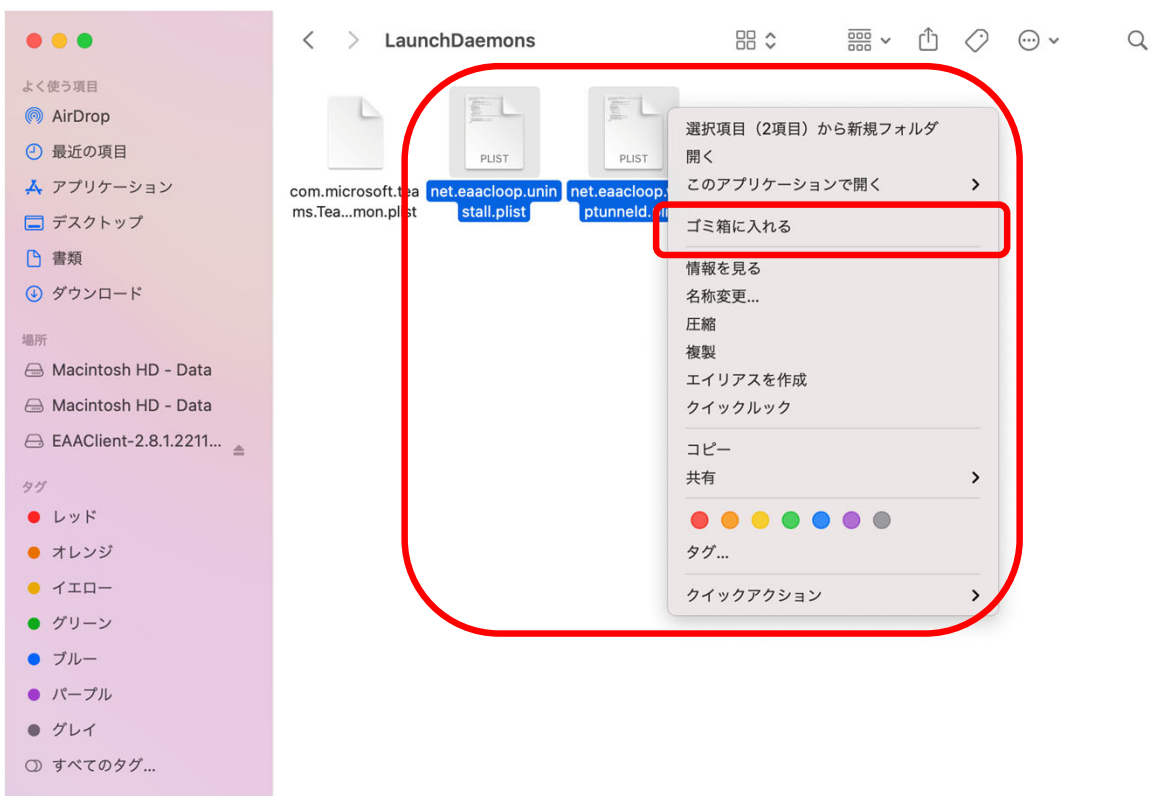 LaunchDaemons
よく使う項目
AirDrop
最近の項目
アプリケーション
デスクトップ
書類
ダウンロード
場所
Macintosh HD - Data
Macintosh HD - Data
EAAClient-2.8.1.2211...
タグ
レッド
オレンジ
イエロー
グリーン
ブルー
パープル
グレイ
すべてのタグ...
com.microsoft.tea
ms.Tea...mon.plist
PLIST
net.eaacloop.unin
stall.plist
PLIST
net.eaacloop.
ptunneld.
選択項目（2項目）から新規フォルダ
開く
このアプリケーションで開く
ゴミ箱に入れる
情報を見る
名称変更...
圧縮
複製
エイリアスを作成
クイックルック
コピー
共有
タグ...
クイックアクション